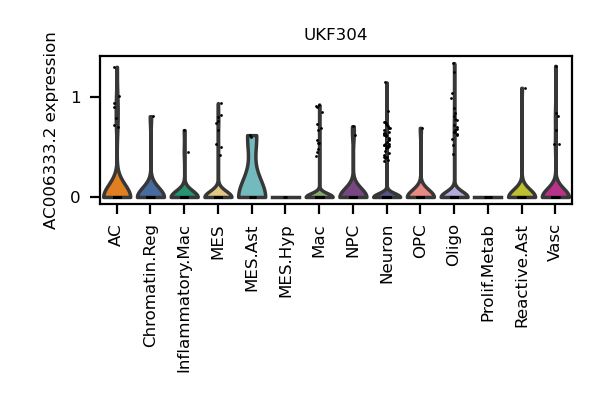 UKF304
AC006333.2 expression
1
0
AC
Chromatin.Reg
Inflammatory.Mac
MES
MES.Ast
MES.Hyp
Mac
NPC
Neuron
OPC
Oligo
Prolif.Metab
Reactive.Ast
Vasc